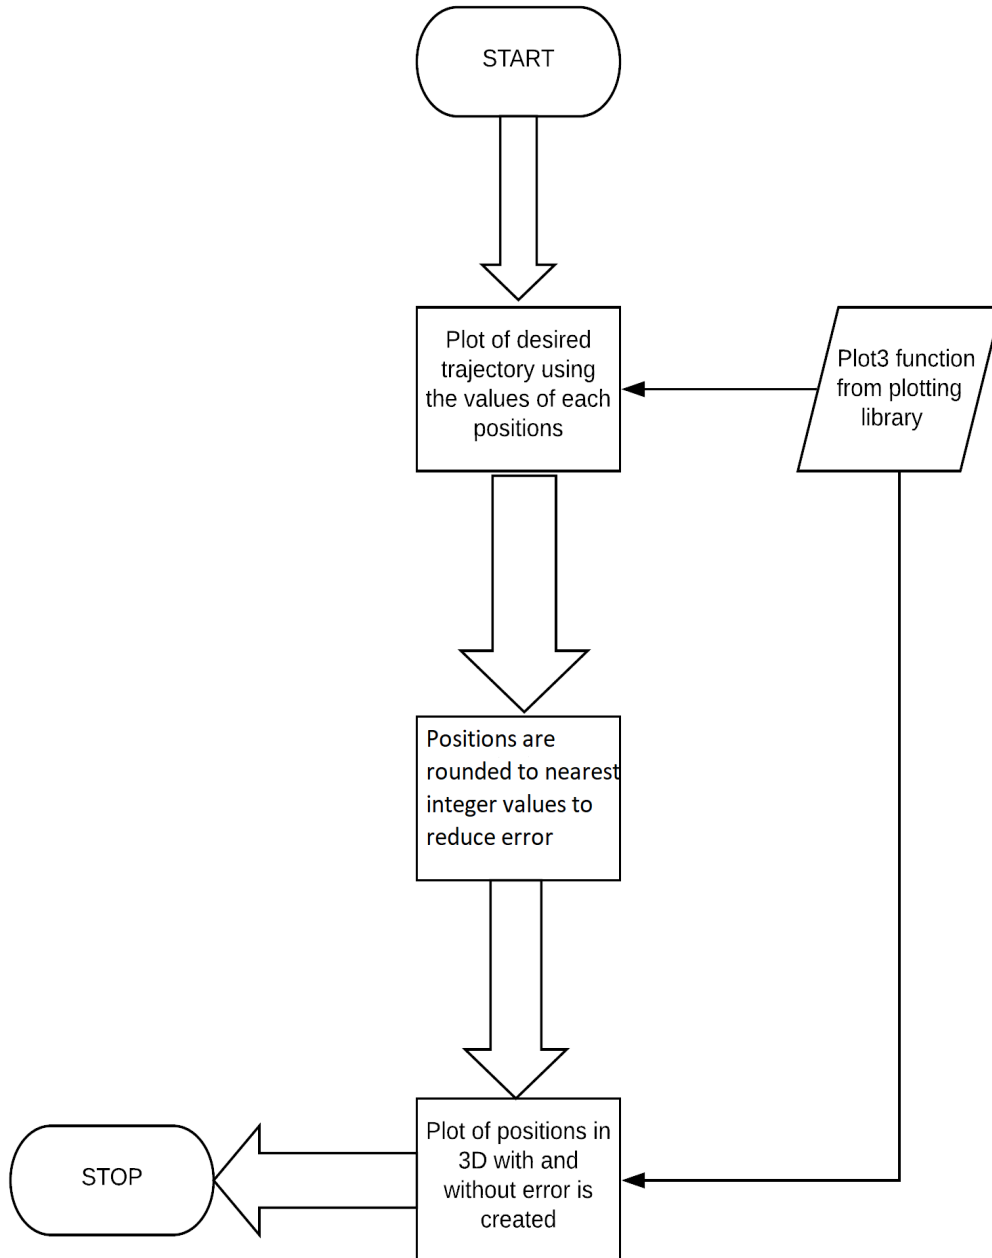 START
Plot of desired
trajectory using
the values of each
positions
Plot3 function
from plotting
library
Positions are
rounded to nearest
integer values to
reduce error
Plot of positions in
3D with and
without error is
created
STOP